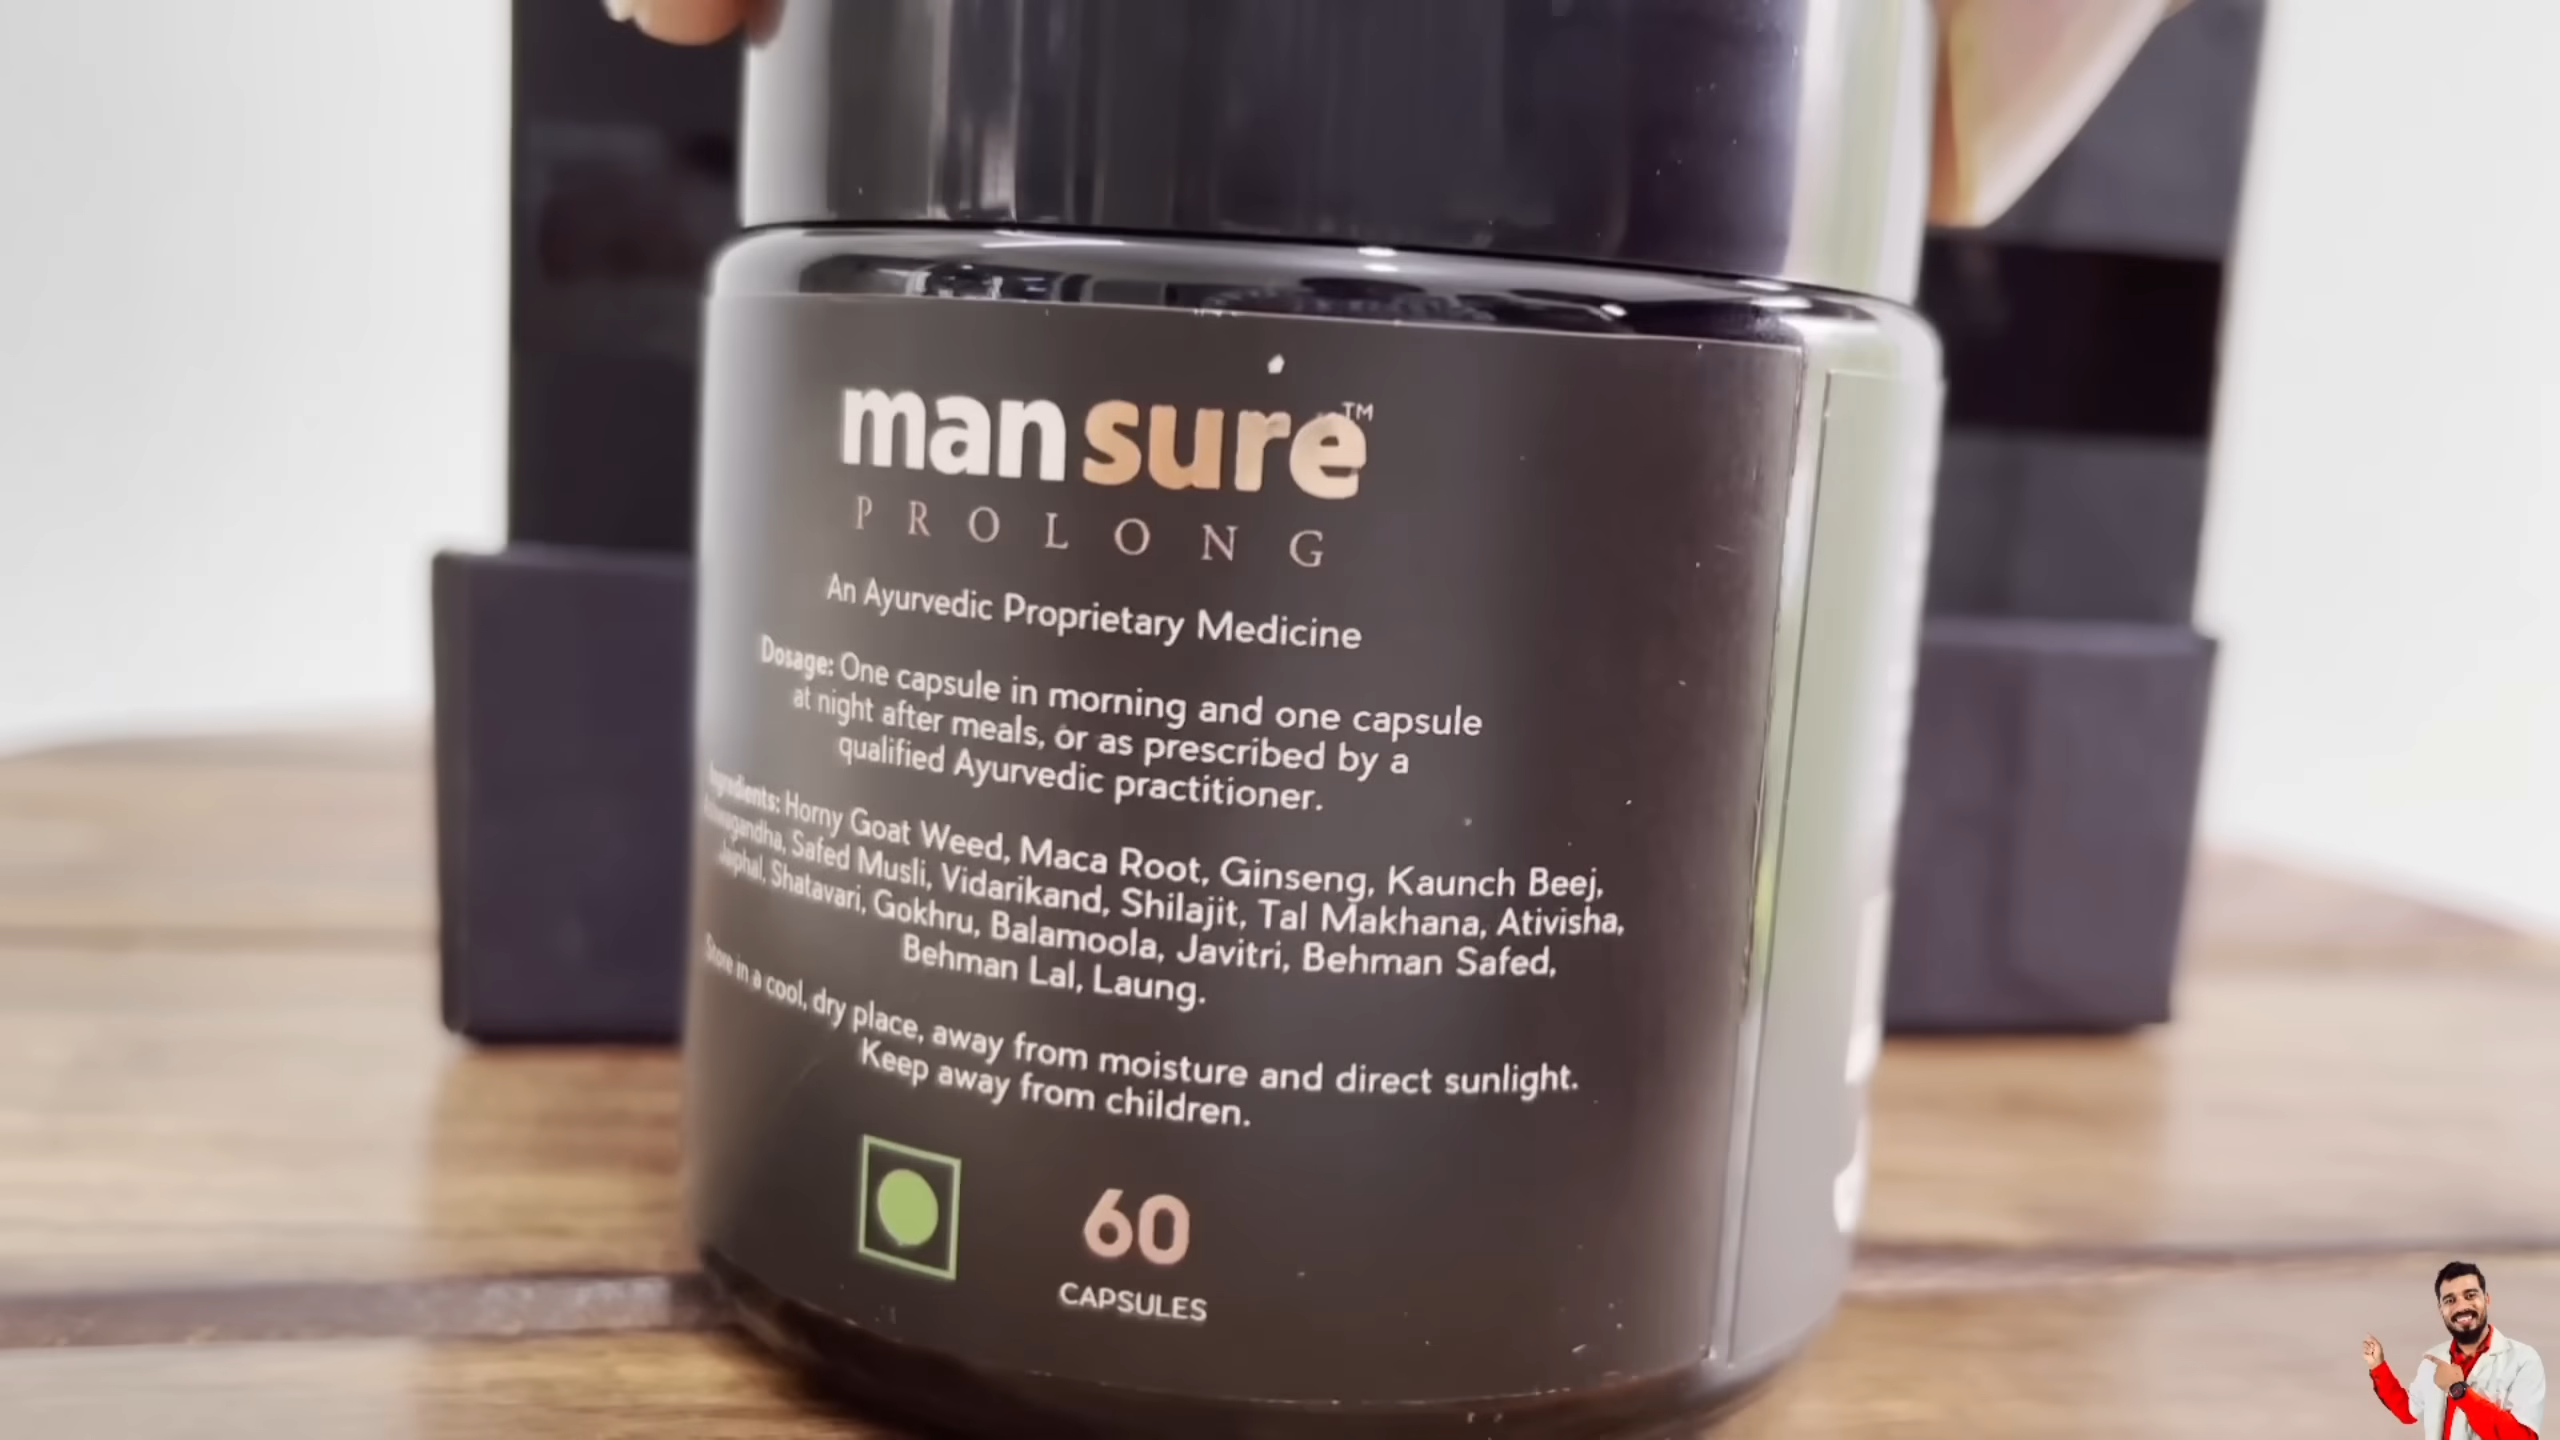 man sure™
PROLONG
An Ayurvedic Proprietary Medicine
Dosage: One capsule in morning and one capsule
at night after meals, or as prescribed by a
qualified Ayurvedic practitioner.
Ingredients: Horny Goat Weed, Maca Root, Ginseng, Kaunch Beej,
Ashwagandha, Safed Musli, Vidarikand, Shilajit, Tal Makhana, Ativisha,
Jaiphal, Shatavari, Gokhru, Balamoola, Javitri, Behman Safed,
Behman Lal, Laung.
Store in a cool, dry place, away from moisture and direct sunlight.
Keep away from children.
60
CAPSULES